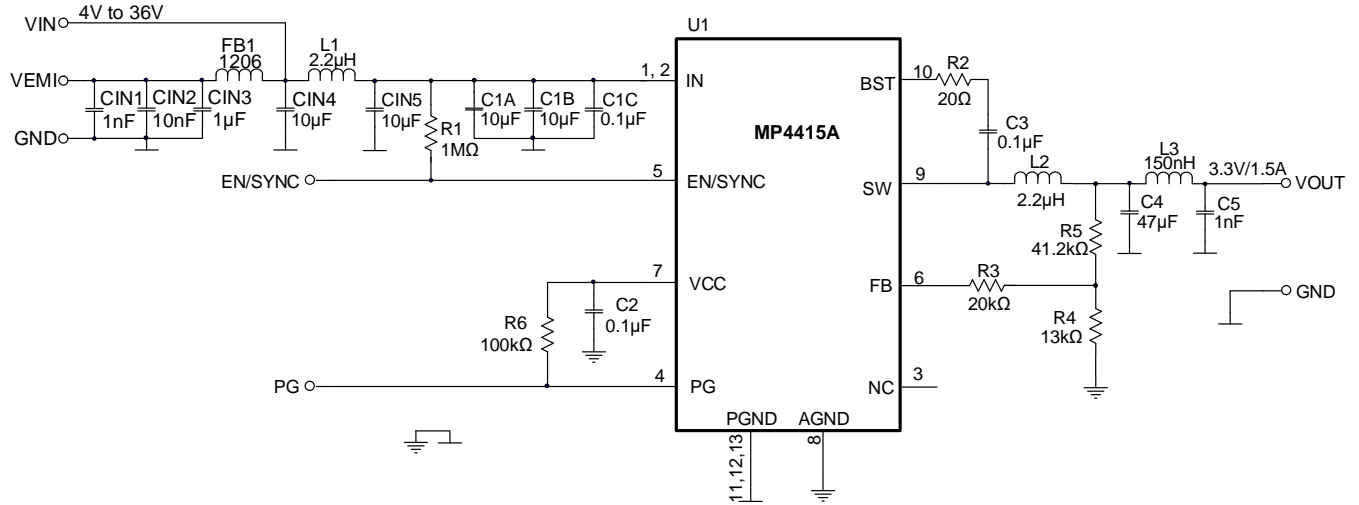 VIN
4V to 36V
U1
FB1
1206
L1
2.2µH
VEMI
1, 2
IN
BST
10
R2
20Ω
CIN1
1nF
CIN2
10nF
CIN3
1µF
CIN4
10µF
CIN5
10µF
R1
1MΩ
C1A
10µF
C1B
10µF
C1C
0.1µF
GND
MP4415A
C3
0.1µF
L3
150nH
3.3V/1.5A
EN/SYNC
5
EN/SYNC
SW
9
L2
2.2µH
VOUT
C4
47µF
C5
1nF
R5
41.2kΩ
7
VCC
FB
6
R3
20kΩ
GND
C2
0.1µF
R6
100kΩ
R4
13kΩ
PG
4
PG
NC
3
PGND
AGND
11,12,13
8